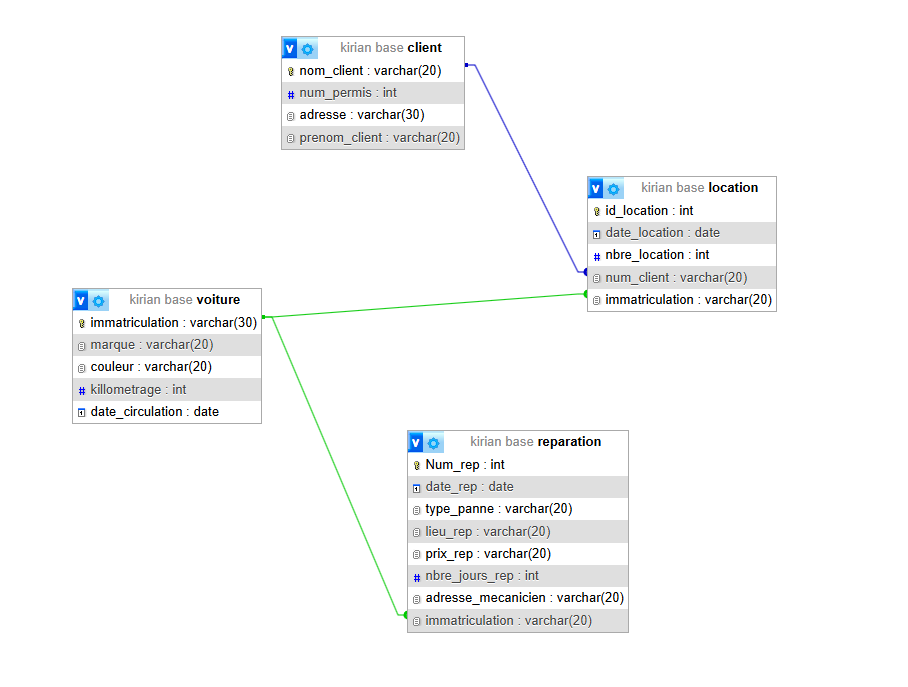 kirian base client
nom_client : varchar(20)
# num_permis : int
adresse : varchar(30)
prenom_client : varchar(20)
kirian base location
id_location : int
date_location : date
# nbre_location : int
num_client : varchar(20)
immatriculation : varchar(20)
kirian base voiture
immatriculation : varchar(30)
marque : varchar(20)
couleur : varchar(20)
# killometrage : int
date_circulation : date
kirian base reparation
Num_rep : int
date_rep : date
type_panne : varchar(20)
lieu_rep : varchar(20)
prix_rep : varchar(20)
# nbre_jours_rep : int
adresse_mecanicien : varchar(20)
immatriculation : varchar(20)